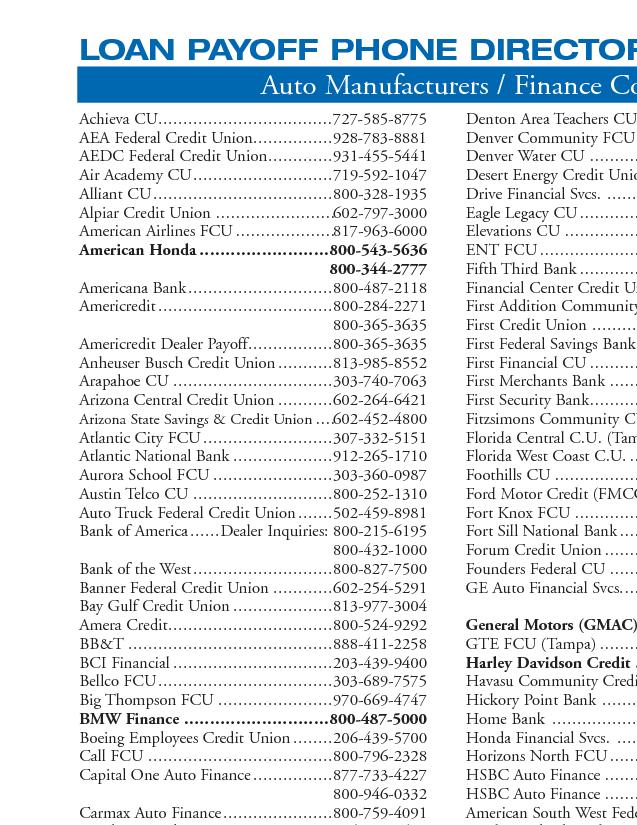 LOAN PAYOFF PHONE DIRECTOR
Auto Manufacturers / Finance Co
Achieva CU....................................727-585-8775
AEA Federal Credit Union.................928-783-8881
AEDC Federal Credit Union.............931-455-5441
Air Academy CU.............................719-592-1047
Alliant CU.....................................800-328-1935
Alpiar Credit Union .........................602-797-3000
American Airlines FCU ....................817-963-6000
American Honda ............................800-543-5636
800-344-2777
Americana Bank..............................800-487-2118
Americredit....................................800-284-2271
800-365-3635
Americredit Dealer Payoff.................800-365-3635
Anheuser Busch Credit Union ...........813-985-8552
Arapahoe CU .................................303-740-7063
Arizona Central Credit Union ...........602-264-6421
Arizona State Savings & Credit Union ....602-452-4800
Atlantic City FCU...........................307-332-5151
Atlantic National Bank ....................912-265-1710
Aurora School FCU .........................303-360-0987
Austin Telco CU .............................800-252-1310
Auto Truck Federal Credit Union.......502-459-8981
Bank of America......Dealer Inquiries: 800-215-6195
800-432-1000
Bank of the West.............................800-827-7500
Banner Federal Credit Union ............602-254-5291
Bay Gulf Credit Union ....................813-977-3004
Amera Credit..................................800-524-9292
BB&T ..........................................888-411-2258
BCI Financial .................................203-439-9400
Bellco FCU....................................303-689-7575
Big Thompson FCU .......................970-669-4747
BMW Finance ...............................800-487-5000
Boeing Employees Credit Union........206-439-5700
Call FCU ......................................800-796-2328
Capital One Auto Finance................877-733-4227
800-946-0332
Carmax Auto Finance......................800-759-4091
Denton Area Teachers CU
Denver Community FCU
Denver Water CU ..........
Desert Energy Credit Unio
Drive Financial Svcs. ......
Eagle Legacy CU............
Elevations CU ..............
ENT FCU....................
Fifth Third Bank............
Financial Center Credit U
First Addition Community
First Credit Union .........
First Federal Savings Bank
First Financial CU ..........
First Merchants Bank ......
First Security Bank.........
Fitzsimons Community C
Florida Central C.U. (Tam
Florida West Coast C.U. ..
Foothills CU .................
Ford Motor Credit (FMCC
Fort Knox FCU .............
Fort Sill National Bank....
Forum Credit Union.......
Founders Federal CU ......
GE Auto Financial Svcs....
General Motors (GMAC)
GTE FCU (Tampa) ........
Harley Davidson Credit .
Havasu Community Credi
Hickory Point Bank ........
Home Bank .................
Honda Financial Svcs. ....
Horizons North FCU......
HSBC Auto Finance .......
HSBC Auto Finance .......
American South West Fede